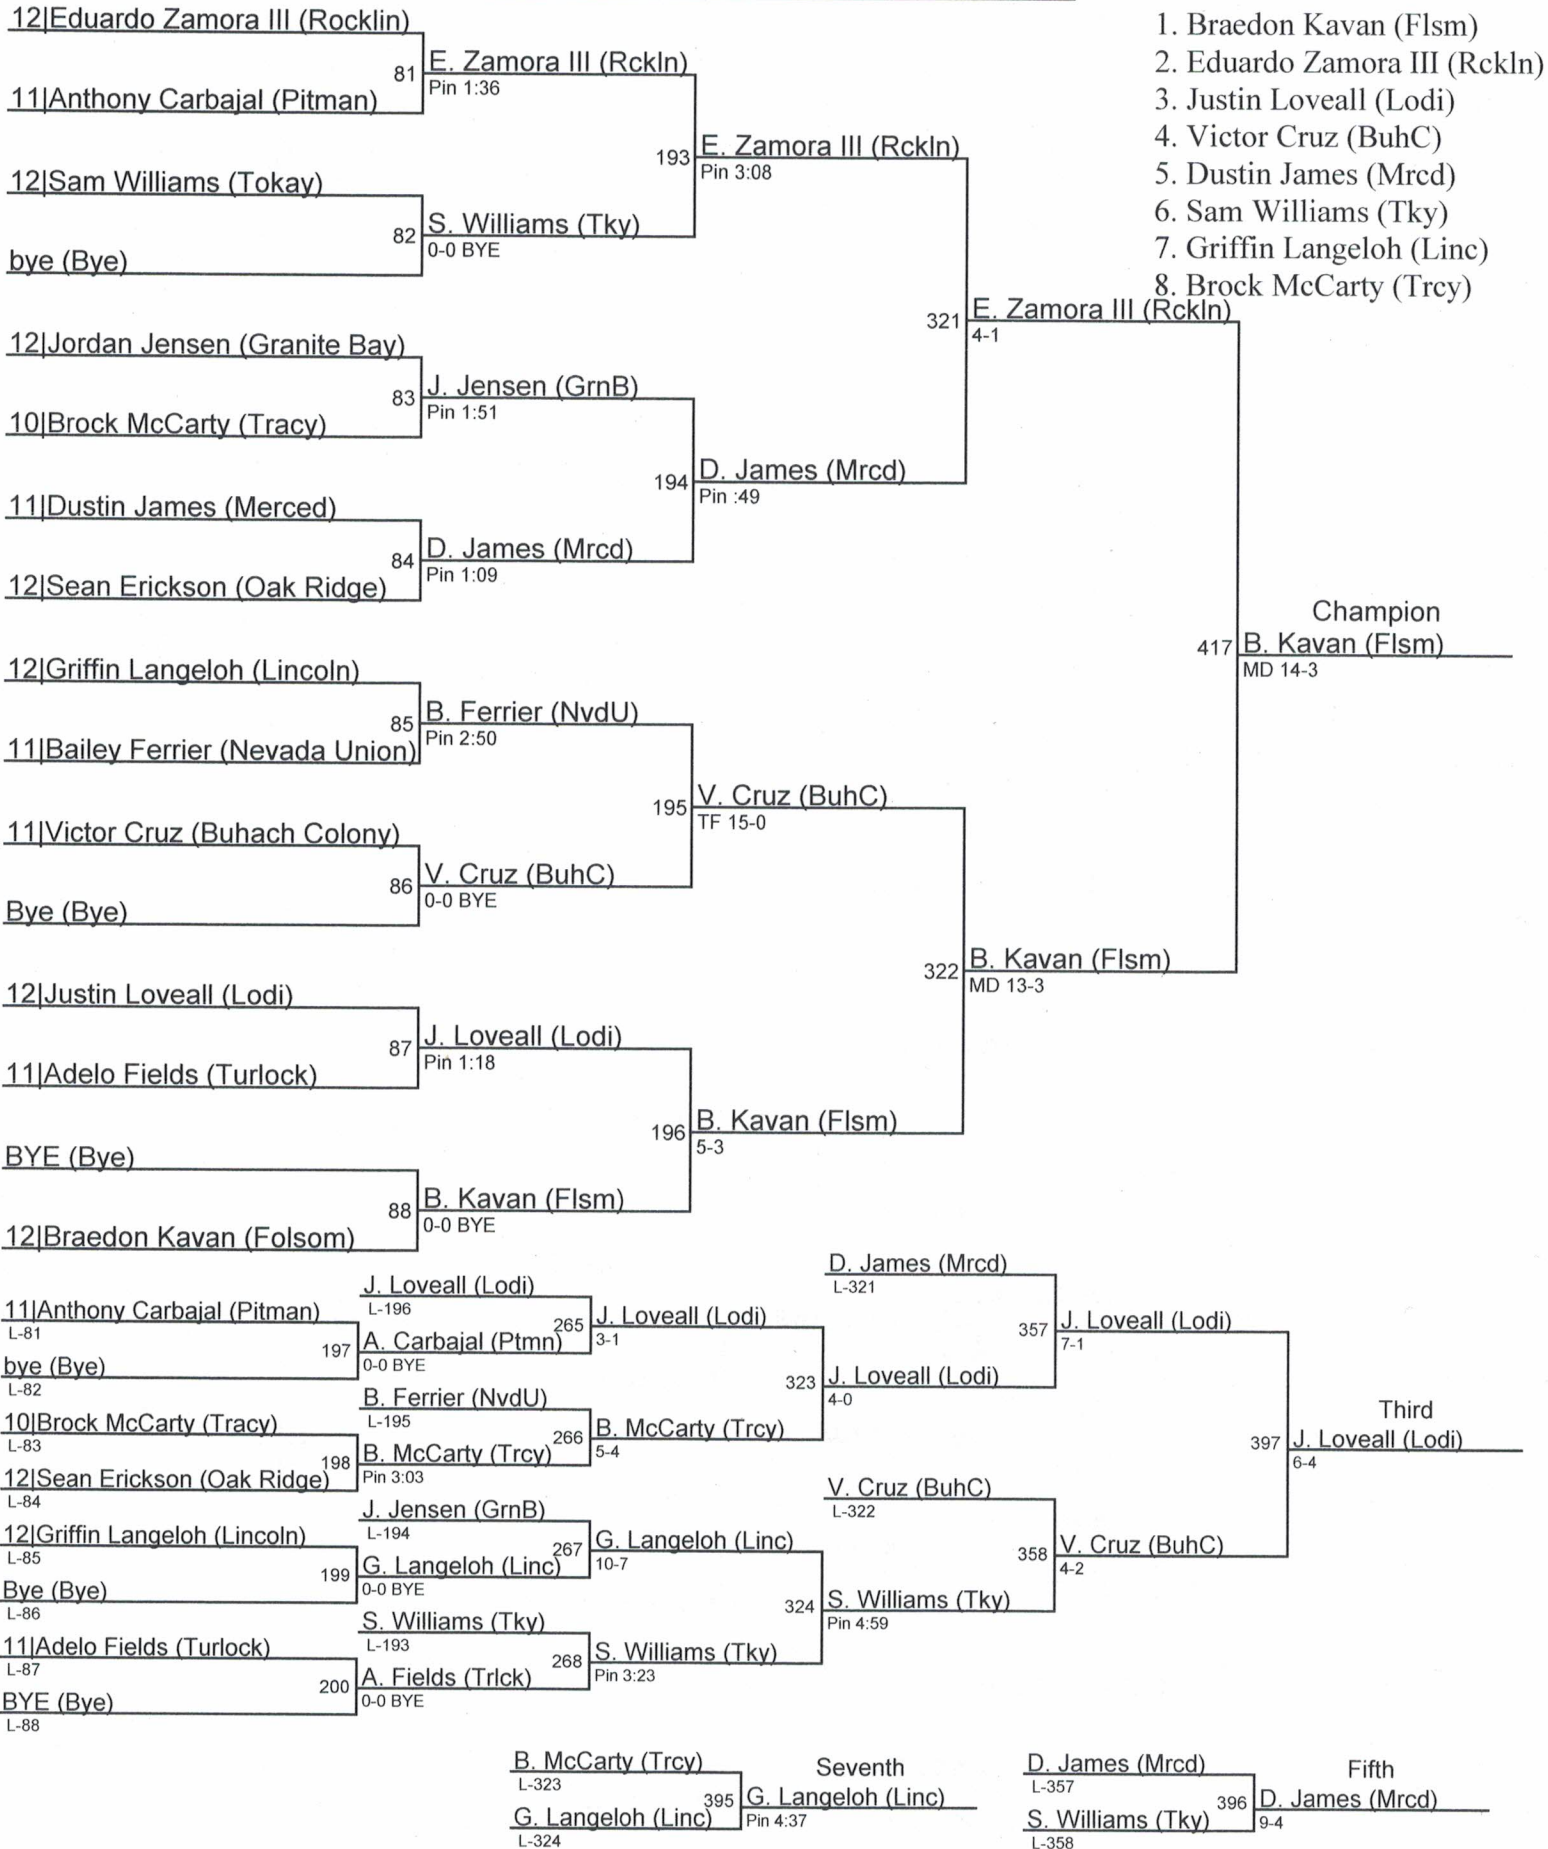 1. Braedon Kavan (Flsm)
2. Eduardo Zamora III (Rckln)
3. Justin Loveall (Lodi)
4. Victor Cruz (BuhC)
5. Dustin James (Mrcd)
6. Sam Williams (Tky)
7. Griffin Langeloh (Linc)
8. Brock McCarty (Trcy)
12|Eduardo Zamora III (Rocklin)
81
E. Zamora III (Rckln)
Pin 1:36
11|Anthony Carbajal (Pitman)
193
E. Zamora III (Rckln)
Pin 3:08
12|Sam Williams (Tokay)
82
S. Williams (Tky)
0-0 BYE
bye (Bye)
321
E. Zamora III (Rckln)
4-1
12|Jordan Jensen (Granite Bay)
83
J. Jensen (GrnB)
Pin 1:51
10|Brock McCarty (Tracy)
194
D. James (Mrcd)
Pin :49
11|Dustin James (Merced)
84
D. James (Mrcd)
Pin 1:09
12|Sean Erickson (Oak Ridge)
Champion
417
B. Kavan (Flsm)
MD 14-3
12|Griffin Langeloh (Lincoln)
85
B. Ferrier (NvdU)
Pin 2:50
11|Bailey Ferrier (Nevada Union)
195
V. Cruz (BuhC)
TF 15-0
11|Victor Cruz (Buhach Colony)
86
V. Cruz (BuhC)
0-0 BYE
Bye (Bye)
322
B. Kavan (Flsm)
MD 13-3
12|Justin Loveall (Lodi)
87
J. Loveall (Lodi)
Pin 1:18
11|Adelo Fields (Turlock)
196
B. Kavan (Flsm)
5-3
BYE (Bye)
88
B. Kavan (Flsm)
0-0 BYE
12|Braedon Kavan (Folsom)
J. Loveall (Lodi)
L-196
11|Anthony Carbajal (Pitman)
L-81
197
A. Carbajal (Ptmn)
0-0 BYE
bye (Bye)
L-82
265
J. Loveall (Lodi)
3-1
B. Ferrier (NvdU)
L-195
10|Brock McCarty (Tracy)
L-83
198
B. McCarty (Trcy)
Pin 3:03
12|Sean Erickson (Oak Ridge)
L-84
266
B. McCarty (Trcy)
5-4
323
J. Loveall (Lodi)
4-0
D. James (Mrcd)
L-321
357
J. Loveall (Lodi)
7-1
J. Jensen (GrnB)
L-194
12|Griffin Langeloh (Lincoln)
L-85
199
G. Langeloh (Linc)
0-0 BYE
Bye (Bye)
L-86
267
G. Langeloh (Linc)
10-7
S. Williams (Tky)
L-193
11|Adelo Fields (Turlock)
L-87
200
A. Fields (Trlck)
0-0 BYE
BYE (Bye)
L-88
268
S. Williams (Tky)
Pin 3:23
324
S. Williams (Tky)
Pin 4:59
V. Cruz (BuhC)
L-322
358
V. Cruz (BuhC)
4-2
Third
397
J. Loveall (Lodi)
6-4
B. McCarty (Trcy)
L-323
G. Langeloh (Linc)
L-324
Seventh
395
G. Langeloh (Linc)
Pin 4:37
D. James (Mrcd)
L-357
S. Williams (Tky)
L-358
Fifth
396
D. James (Mrcd)
9-4